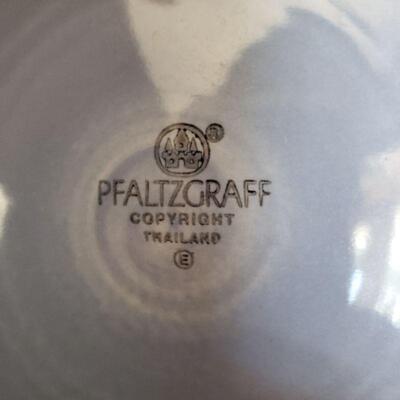 ®
PFALTZGRAFF
COPYRIGHT
THAILAND
E